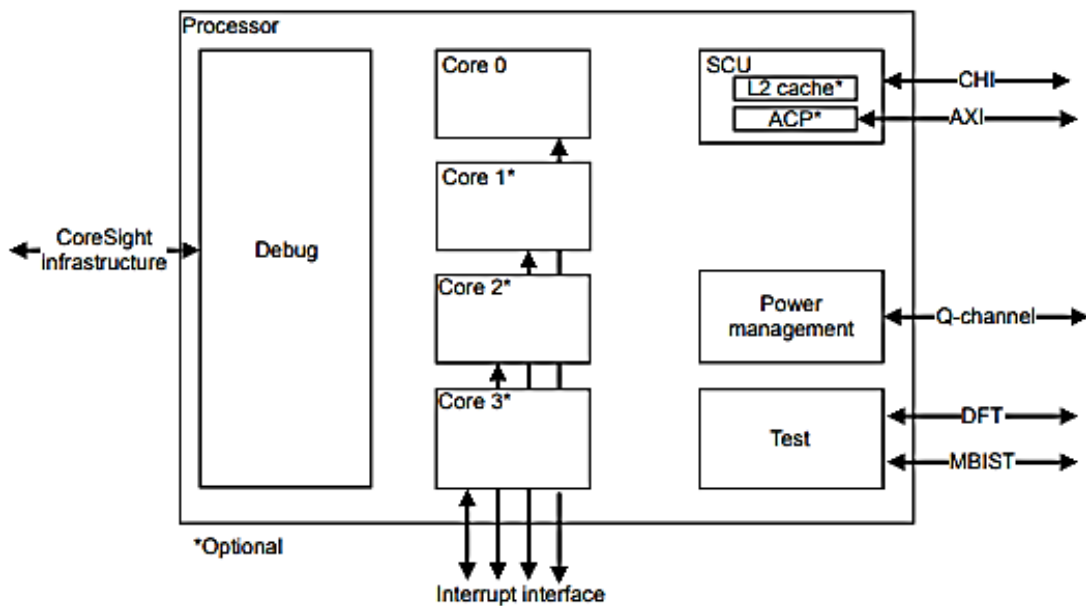 Processor
Core 0
SCU
L2 cache*
CHI
ACP*
AXI
Core 1*
CoreSight
infrastructure
Debug
Core 2*
Power
management
Q-channel
Core 3*
Test
DFT
MBIST
*Optional
Interrupt interface